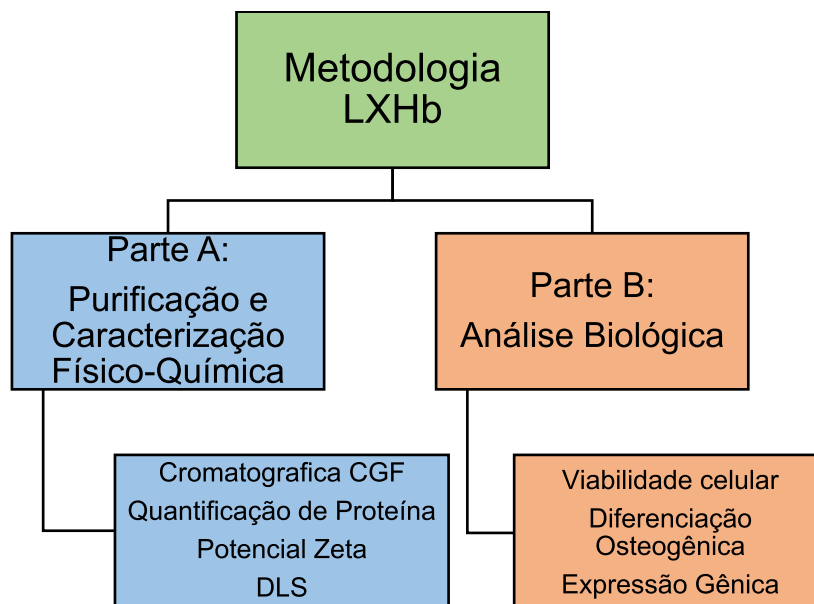 Metodologia
LXHb
Parte A:
Purificação e
Caracterização
Físico-Química
Parte B:
Análise Biológica
Cromatografica CGF
Quantificação de Proteína
Potencial Zeta
DLS
Viabilidade celular
Diferenciação
Osteogênica
Expressão Gênica